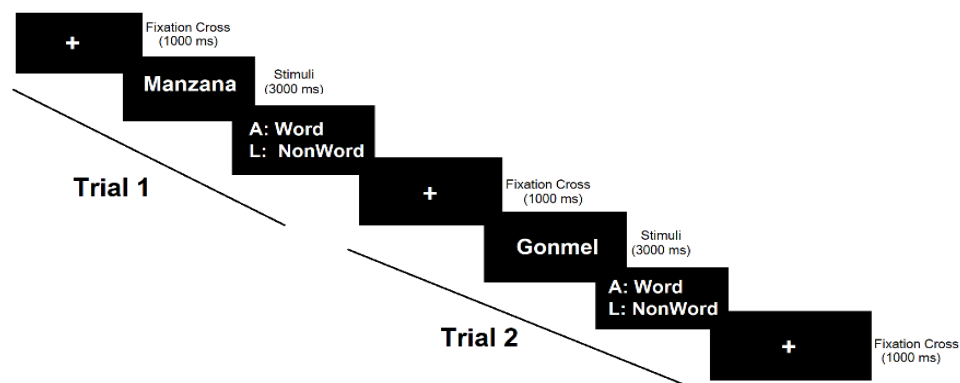 +
Fixation Cross
(1000 ms)
Manzana
Stimuli
(3000 ms)
A: Word
L: NonWord
Trial 1
+
Fixation Cross
(1000 ms)
Gonmel
Stimuli
(3000 ms)
A: Word
L: NonWord
Trial 2
+
Fixation Cross
(1000 ms)